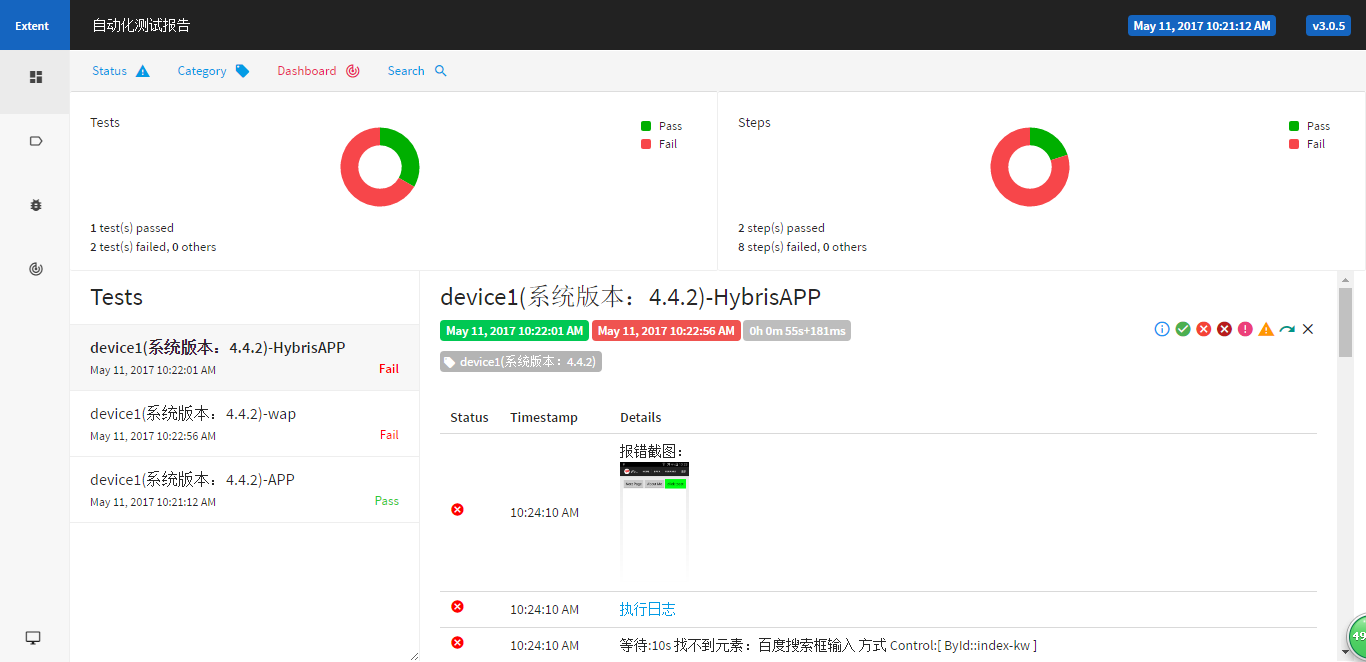 Extent
自动化测试报告
May 11, 2017 10:21:12 AM
v3.0.5
Status
Category
Dashboard
Search
Tests
Pass
Fail
1 test(s) passed
2 test(s) failed, 0 others
Steps
Pass
Fail
2 step(s) passed
8 step(s) failed, 0 others
Tests
device1(系统版本：4.4.2)-HybrisAPP
May 11, 2017 10:22:01 AM
Fail
device1(系统版本：4.4.2)-wap
May 11, 2017 10:22:56 AM
Fail
device1(系统版本：4.4.2)-APP
May 11, 2017 10:21:12 AM
Pass
device1(系统版本：4.4.2)-HybrisAPP
May 11, 2017 10:22:01 AM
May 11, 2017 10:22:56 AM
0h 0m 55s+181ms
device1(系统版本：4.4.2)
Status
Timestamp
Details
报错截图：
10:24:10 AM
10:24:10 AM
执行日志
10:24:10 AM
等待:10s 找不到元素：百度搜索框输入 方式 Control:[ ById::index-kw ]
49